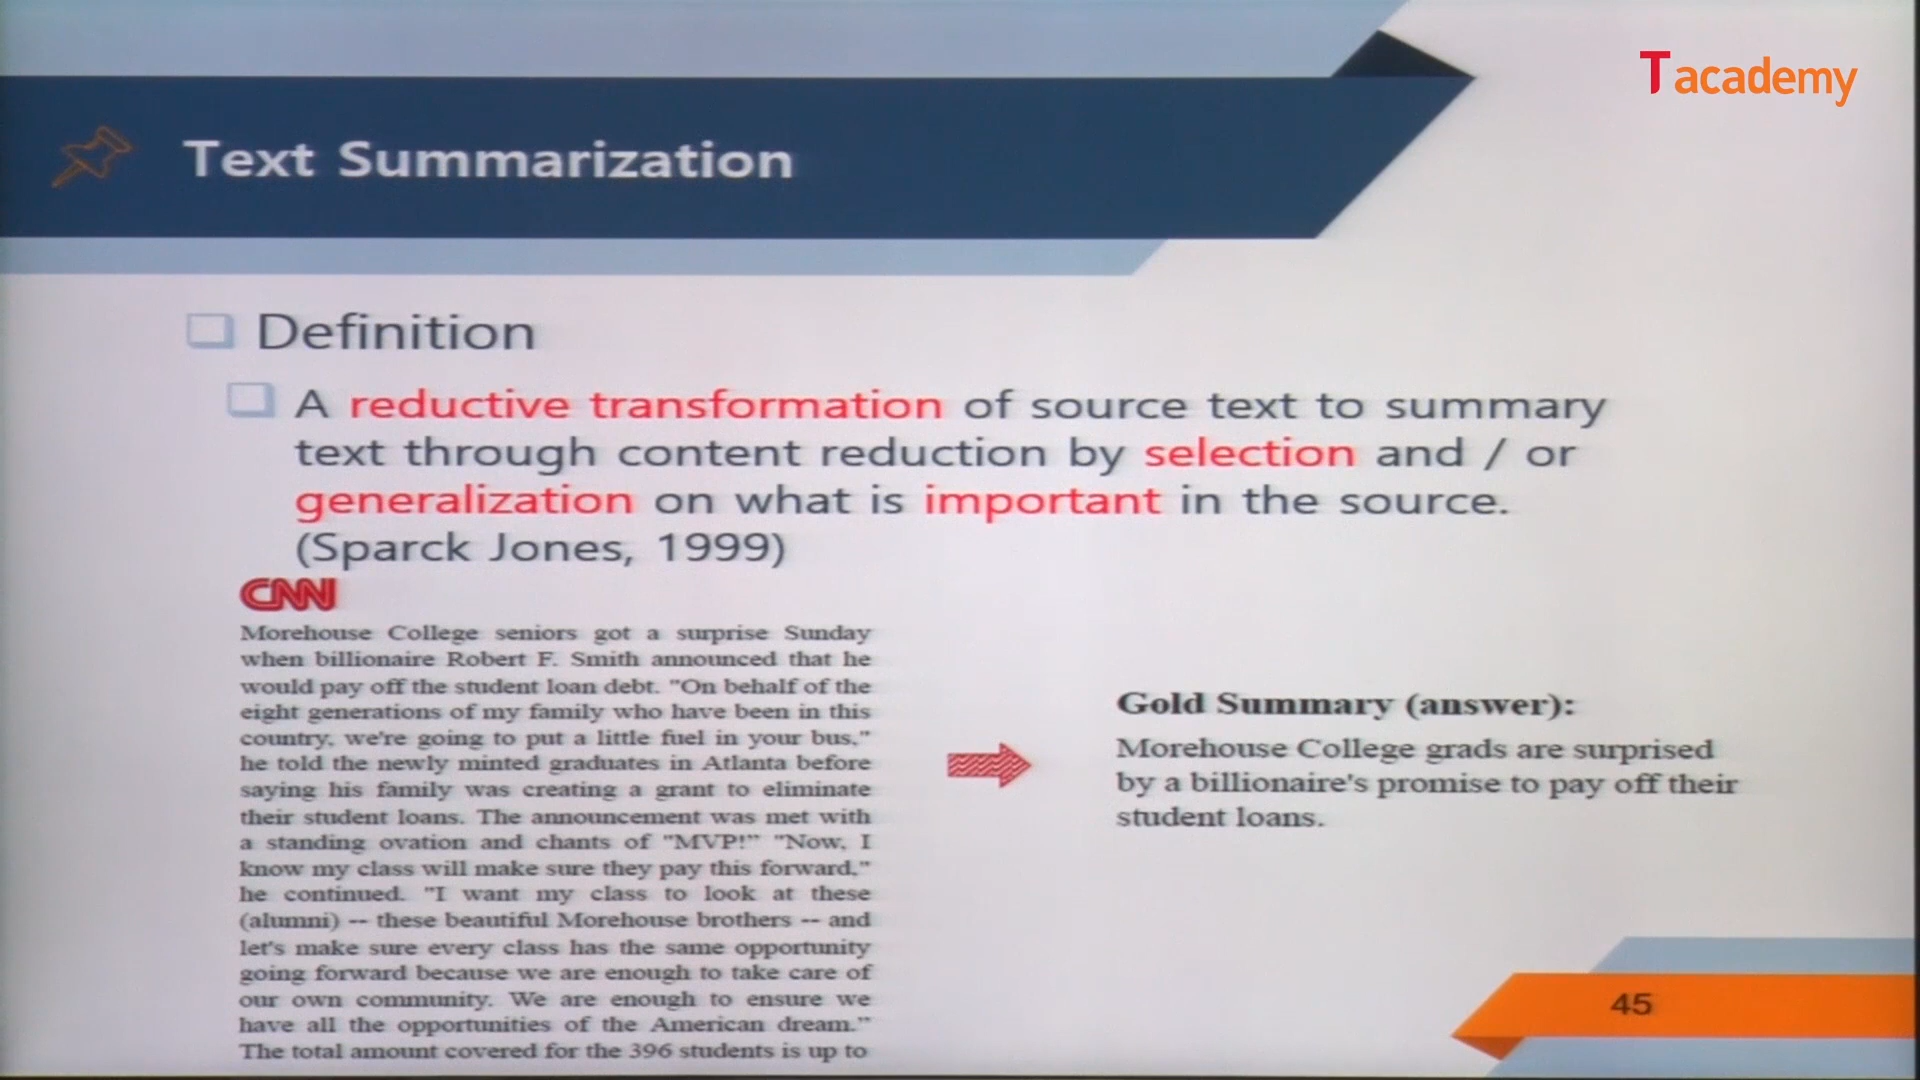 Tacademy
Text Summarization
Definition
A reductive transformation of source text to summary
text through content reduction by selection and / or
generalization on what is important in the source.
(Sparck Jones, 1999)
CNN
Morehouse College seniors got a surprise Sunday
when billionaire Robert F. Smith announced that he
would pay off the student loan debt. "On behalf of the
eight generations of my family who have been in this
country, we're going to put a little fuel in your bus,"
he told the newly minted graduates in Atlanta before
saying his family was creating a grant to eliminate
their student loans. The announcement was met with
a standing ovation and chants of "MVP!" "Now, I
know my class will make sure they pay this forward,"
he continued. "I want my class to look at these
(alumni) -- these beautiful Morehouse brothers -- and
let's make sure every class has the same opportunity
going forward because we are enough to take care of
our own community. We are enough to ensure we
have all the opportunities of the American dream."
The total amount covered for the 396 students is up to
Gold Summary (answer):
Morehouse College grads are surprised
by a billionaire's promise to pay off their
student loans.
45